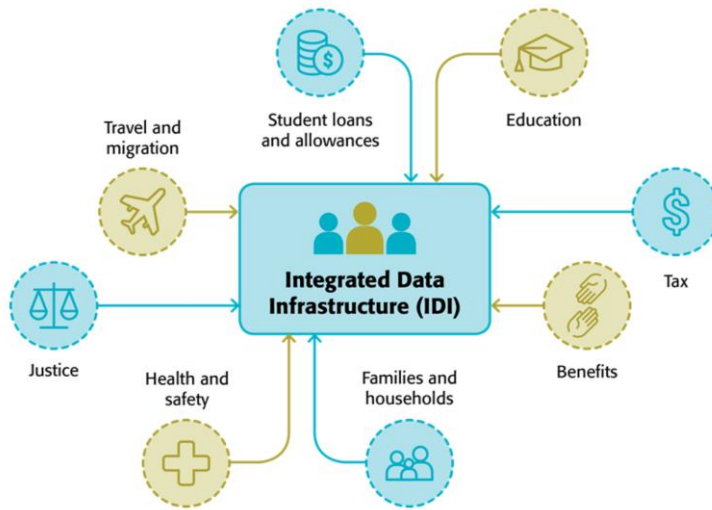 Student loans
and allowances
Education
Travel and
migration
$
$
Tax
Integrated Data
Infrastructure (IDI)
Justice
Benefits
Health and
safety
Families and
households